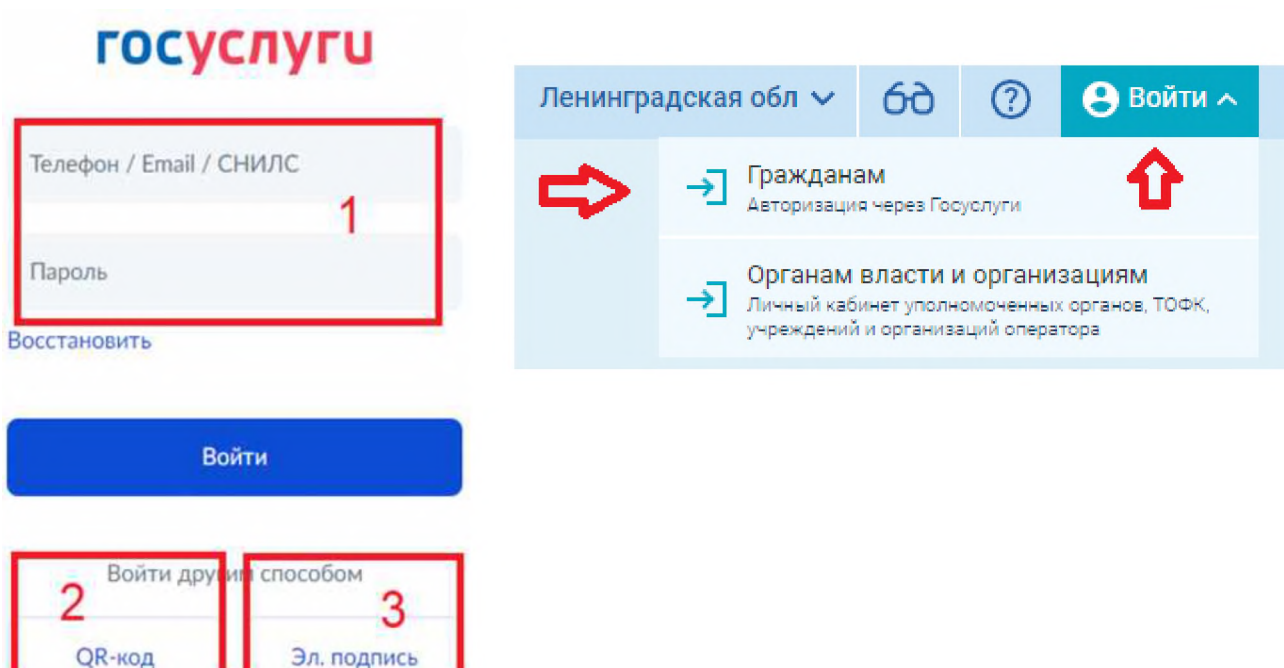 госуслуги
Телефон / Email / СНИЛС
1
Пароль
Восстановить
Войти
Войти другим способом
2
3
QR-код
Эл. подпись
Ленинградская обл
?
Войти
Гражданам
Авторизация через Госуслуги
Органам власти и организациям
Личный кабинет уполномоченных органов, ТОФК,
учреждений и организаций оператора